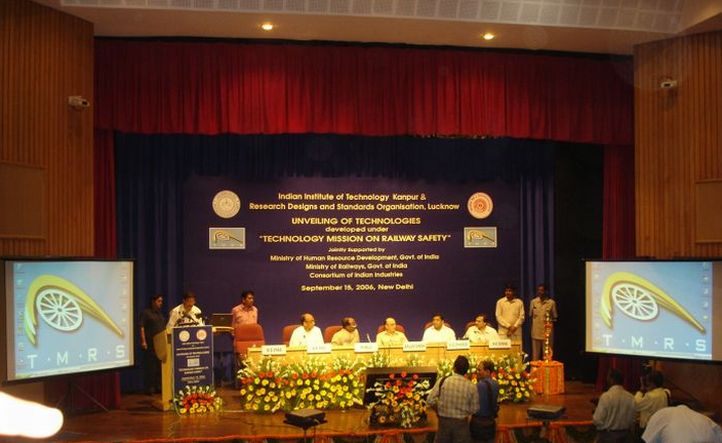 Indian Institute of Technology Kanpur &
Research Designs and Standards Organisation, Lucknow
UNVEILING OF TECHNOLOGIES
developed under
"TECHNOLOGY MISSION ON RAILWAY SAFETY"
Jointly Supported by
Ministry of Human Resource Development, Govt. of India
Ministry of Railways, Govt. of India
Consortium of Indian Industries
September 15, 2006, New Delhi
T • M • R • S
T • M • R • S